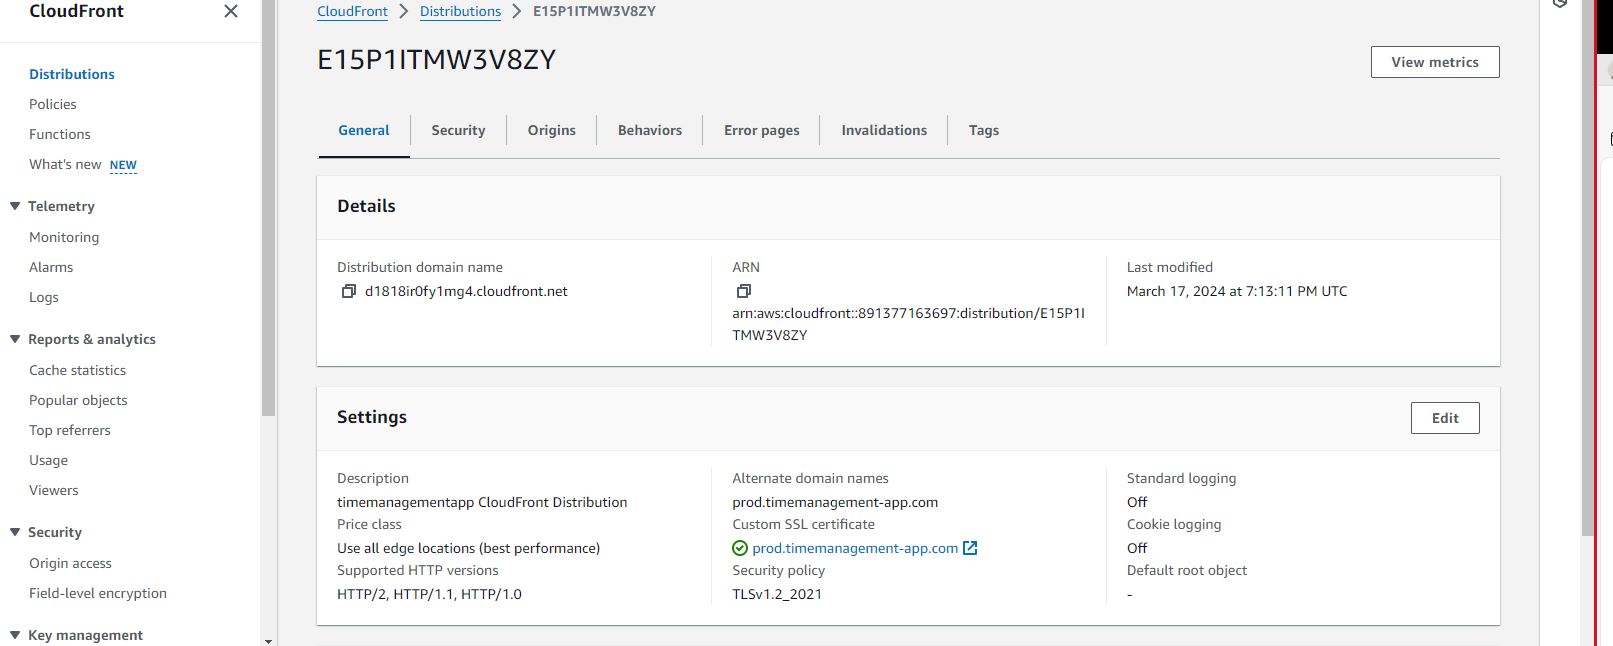 CloudFront
Distributions
Policies
Functions
What's new NEW
Telemetry
Monitoring
Alarms
Logs
Reports & analytics
Cache statistics
Popular objects
Top referrers
Usage
Viewers
Security
Origin access
Field-level encryption
Key management
CloudFront > Distributions > E15P1ITMW3V8ZY
E15P1ITMW3V8ZY
View metrics
General Security Origins Behaviors Error pages Invalidations Tags
Details
Distribution domain name
d1818ir0fy1mg4.cloudfront.net
ARN
arn:aws:cloudfront::891377163697:distribution/E15P1I
TMW3V8ZY
Last modified
March 17, 2024 at 7:13:11 PM UTC
Settings
Edit
Description
timemanagementapp CloudFront Distribution
Price class
Use all edge locations (best performance)
Supported HTTP versions
HTTP/2, HTTP/1.1, HTTP/1.0
Alternate domain names
prod.timemanagement-app.com
Custom SSL certificate
prod.timemanagement-app.com
Security policy
TLSv1.2_2021
Standard logging
Off
Cookie logging
Off
Default root object
-